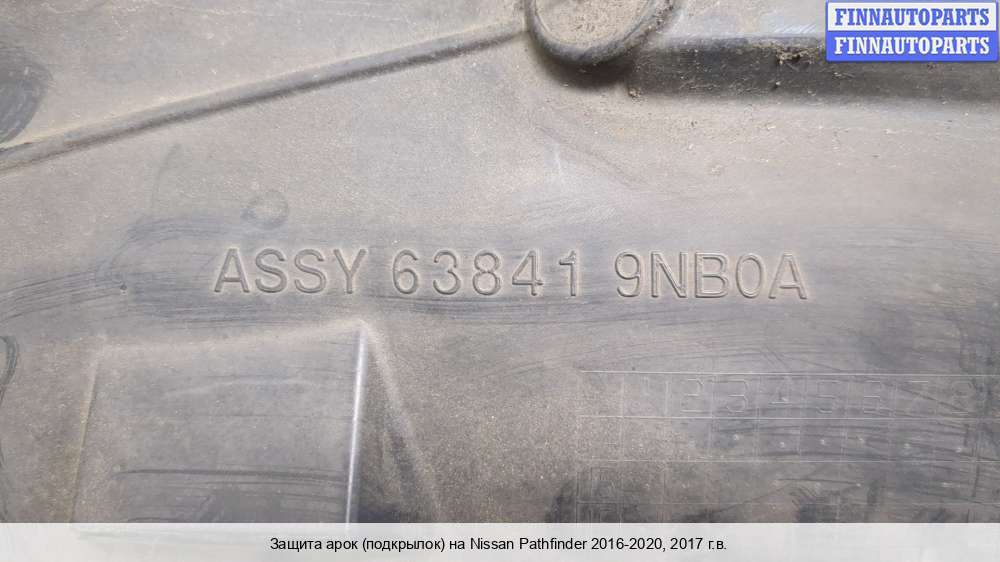 FINNAUTOPARTS
FINNAUTOPARTS
ASSY 63841 9NB0A
Защита арок (подкрылок) на Nissan Pathfinder 2016-2020, 2017 г.в.